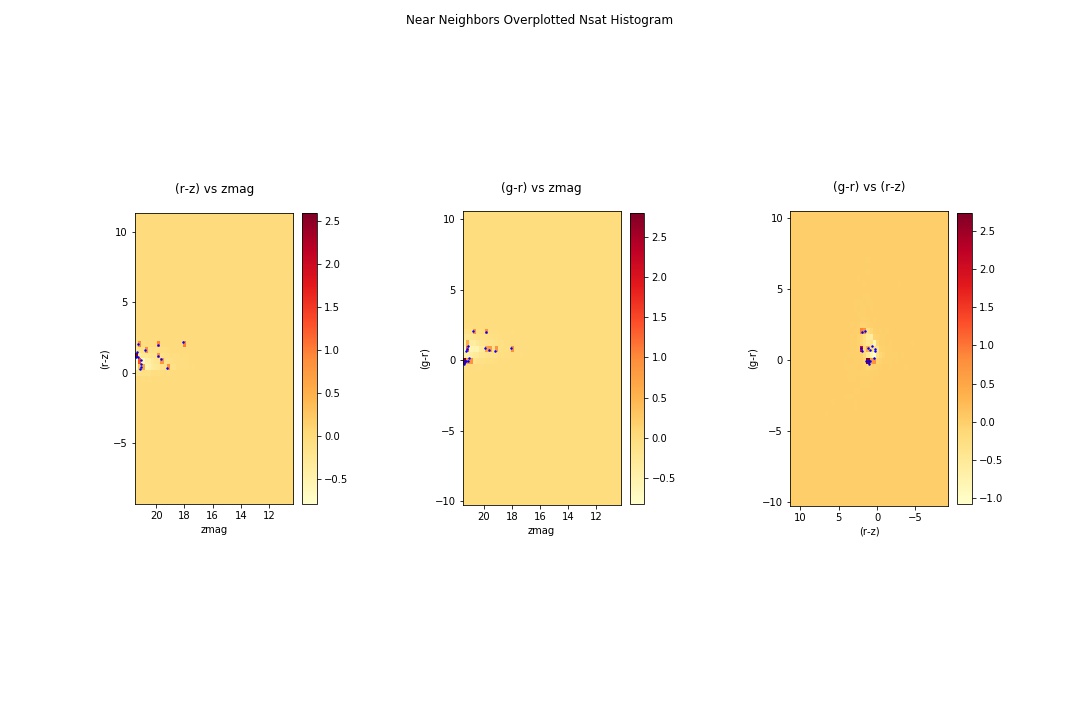 Near Neighbors Overplotted Nsat Histogram
(r-z) vs zmag
10
5
0
−5
(r-z)
20 18 16 14 12
zmag
2.5
2.0
1.5
1.0
0.5
0.0
−0.5
(g-r) vs zmag
10
5
0
−5
−10
(g-r)
20 18 16 14 12
zmag
2.5
2.0
1.5
1.0
0.5
0.0
−0.5
(g-r) vs (r-z)
10
5
0
−5
−10
(g-r)
10 5 0 −5
(r-z)
2.5
2.0
1.5
1.0
0.5
0.0
−0.5
−1.0